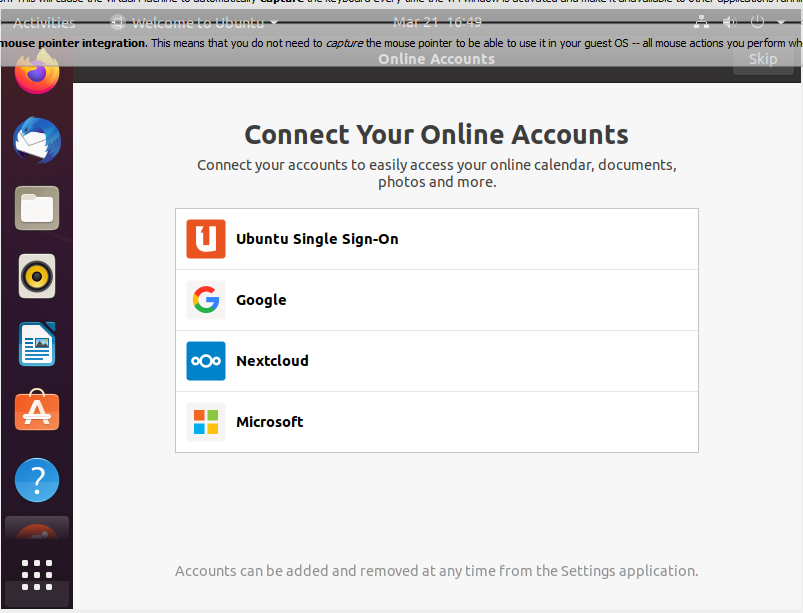 will cause the Virtual Machine to automatically capture the keyboard every time the VM window is activated and make it unavailable to other applications
Activities Welcome to Ubuntu Mar 21 16:49
mouse pointer integration. This means that you do not need to capture the mouse pointer to be able to use it in your guest OS -- all mouse actions you perform
Online Accounts Skip
Connect Your Online Accounts
Connect your accounts to easily access your online calendar, documents,
photos and more.
Ubuntu Single Sign-On
Google
Nextcloud
Microsoft
Accounts can be added and removed at any time from the Settings application.